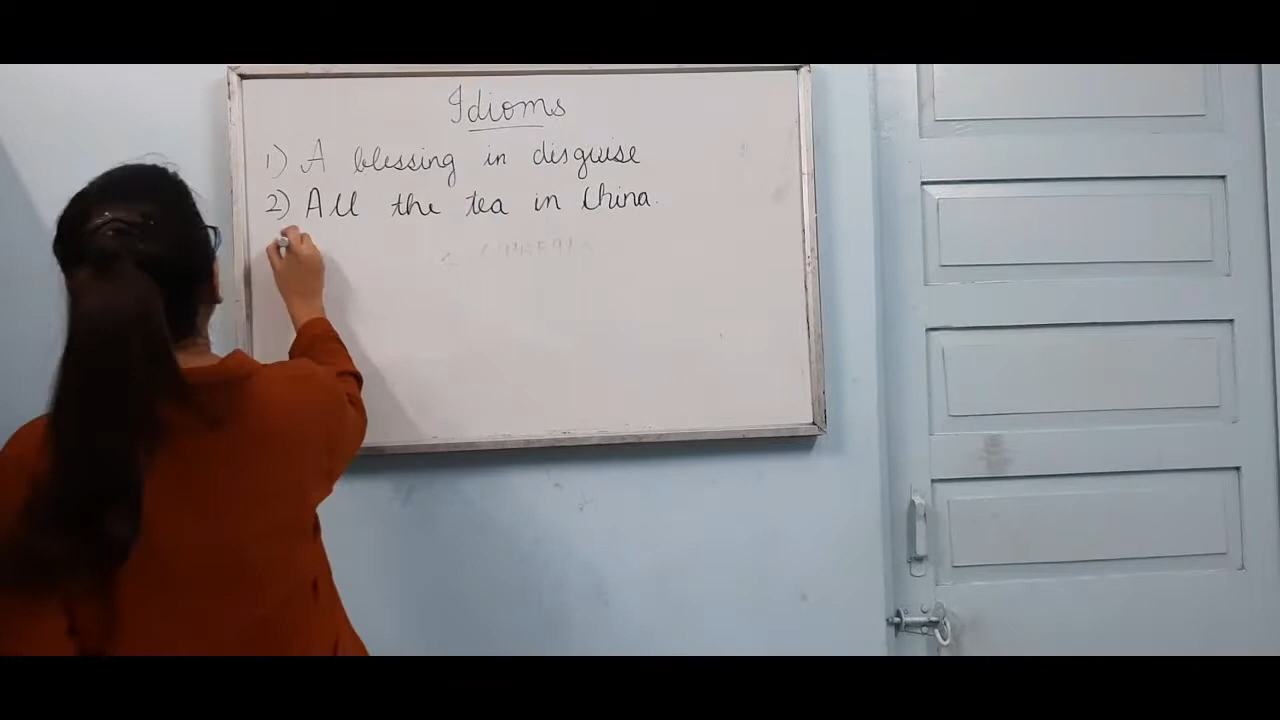 Idioms
1) A blessing in disguise
2) All the tea in China.